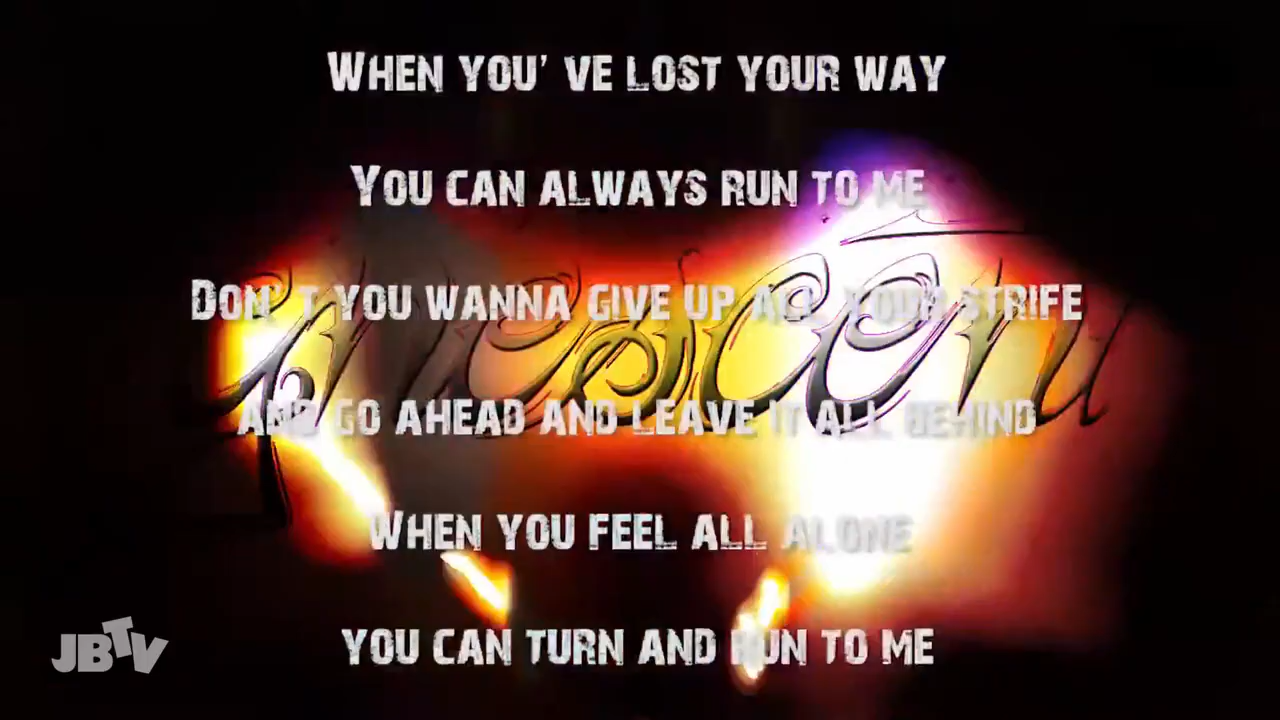 WHEN YOU' VE LOST YOUR WAY
YOU CAN ALWAYS RUN TO ME
DON' T YOU WANNA GIVE UP ALL YOUR STRIFE
AND GO AHEAD AND LEAVE IT ALL BEHIND
WHEN YOU FEEL ALL ALONE
YOU CAN TURN AND RUN TO ME
JBTV